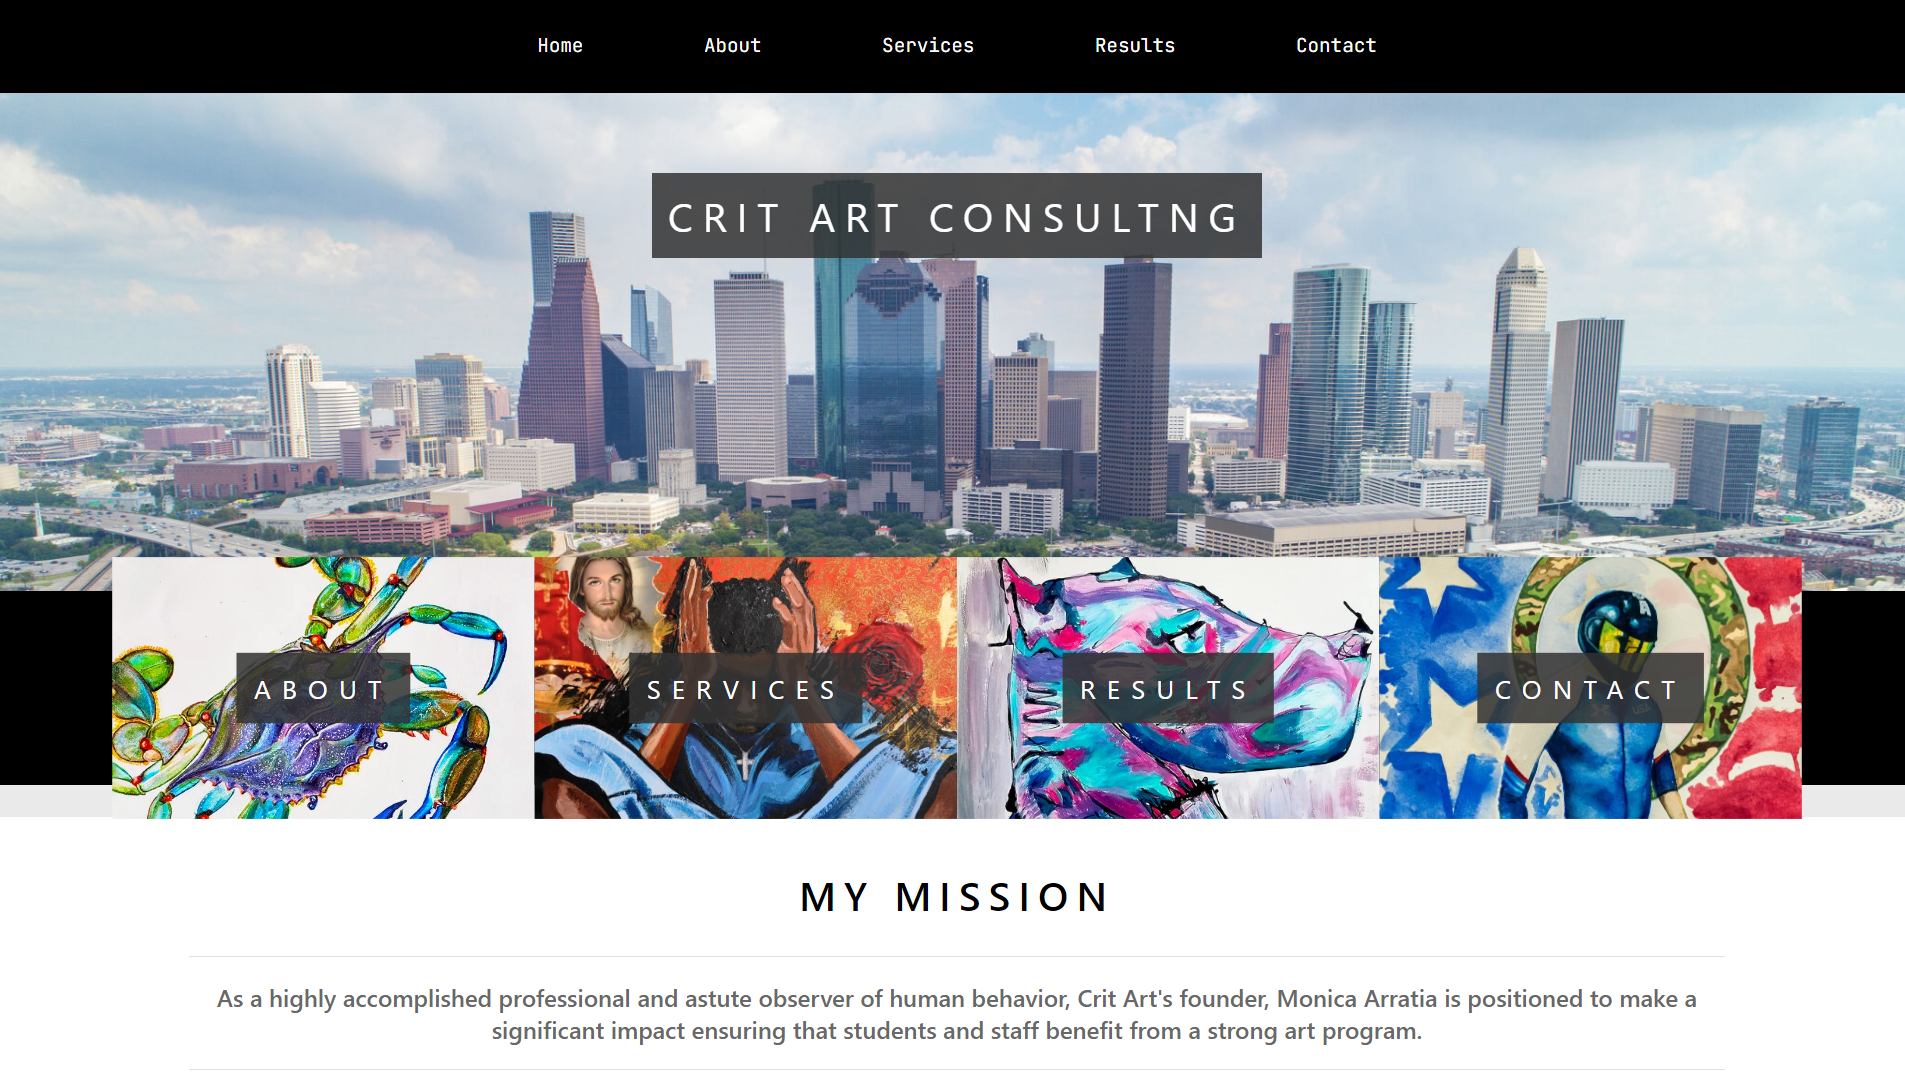 Home About Services Results Contact
CRIT ART CONSULTNG
ABOUT SERVICES RESULTS CONTACT
MY MISSION
As a highly accomplished professional and astute observer of human behavior, Crit Art's founder, Monica Arratia is positioned to make a
significant impact ensuring that students and staff benefit from a strong art program.